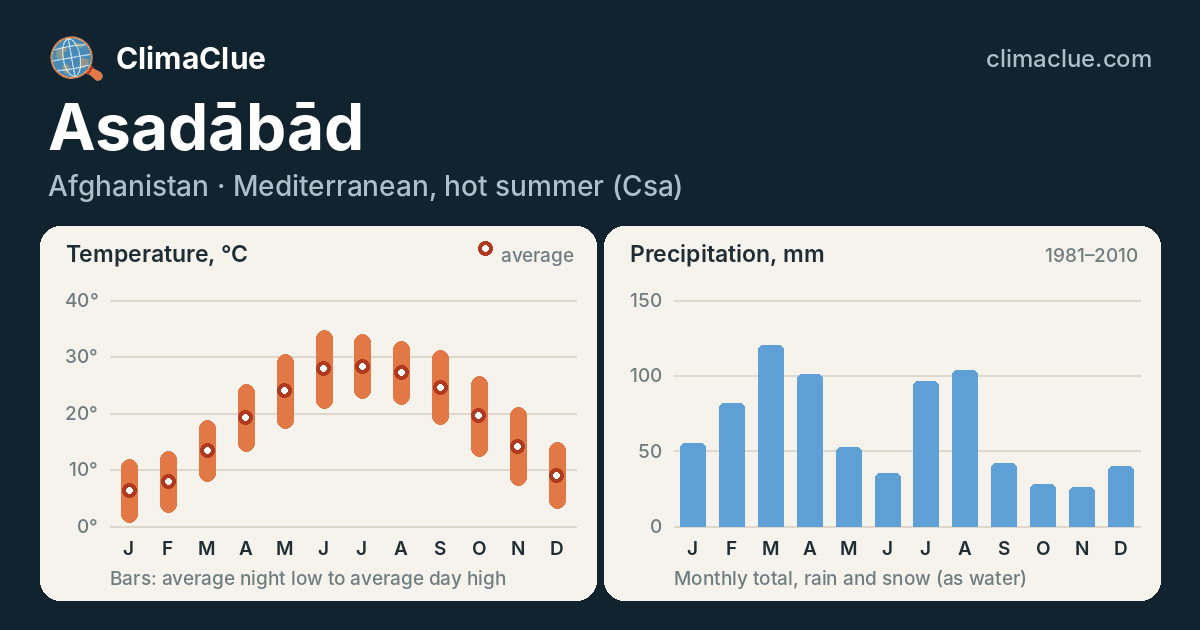 ClimaClue
climaclue.com
Asadābād
Afghanistan · Mediterranean, hot summer (Csa)
Temperature, °C
average
40°
30°
20°
10°
0°
J F M A M J J A S O N D
Bars: average night low to average day high
Precipitation, mm
1981–2010
150
100
50
0
J F M A M J J A S O N D
Monthly total, rain and snow (as water)